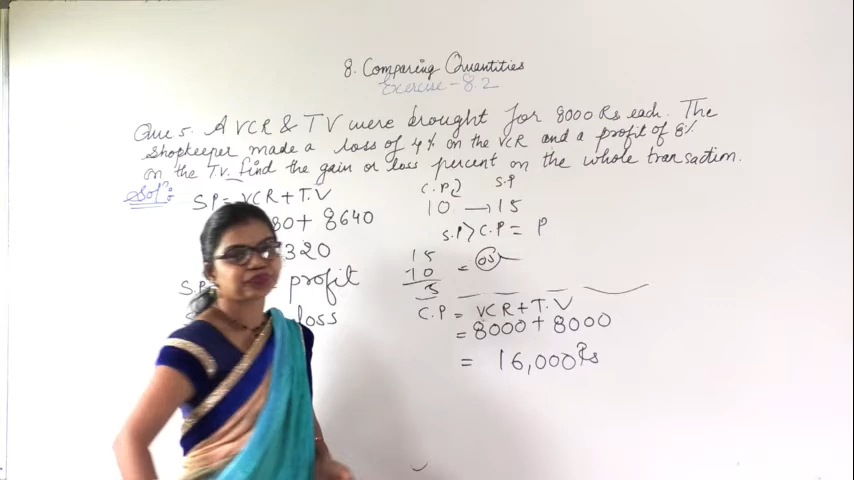 8. Comparing Quantities
Exercise-8.2
Que 5. A VCR & TV were brought for 8000 Rs each. The
Shopkeeper made a loss of 4% on the VCR and a profit of 8%
on the TV. find the gain or loss percent on the whole transaction.
Solⁿ: S.P = VCR + T.V
80 + 8640
320
S.P profit
loss
C.P S.P
10 → 15
S.P > C.P = P
15
10 = 05
5
C.P = VCR + T.V
= 8000 + 8000
= 16,000 Rs